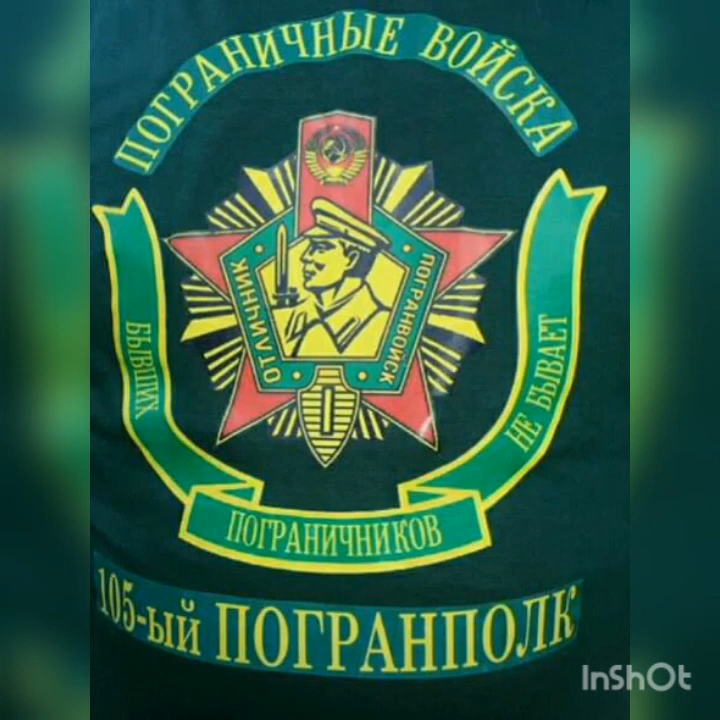 ПОГРАНИЧНЫЕ ВОЙСКА
ОТЛИЧНИК
ПОГРАНВОЙСК
I
БЫВШИХ
ПОГРАНИЧНИКОВ
НЕ БЫВАЕТ
105-ый ПОГРАНПОЛК
InShOt